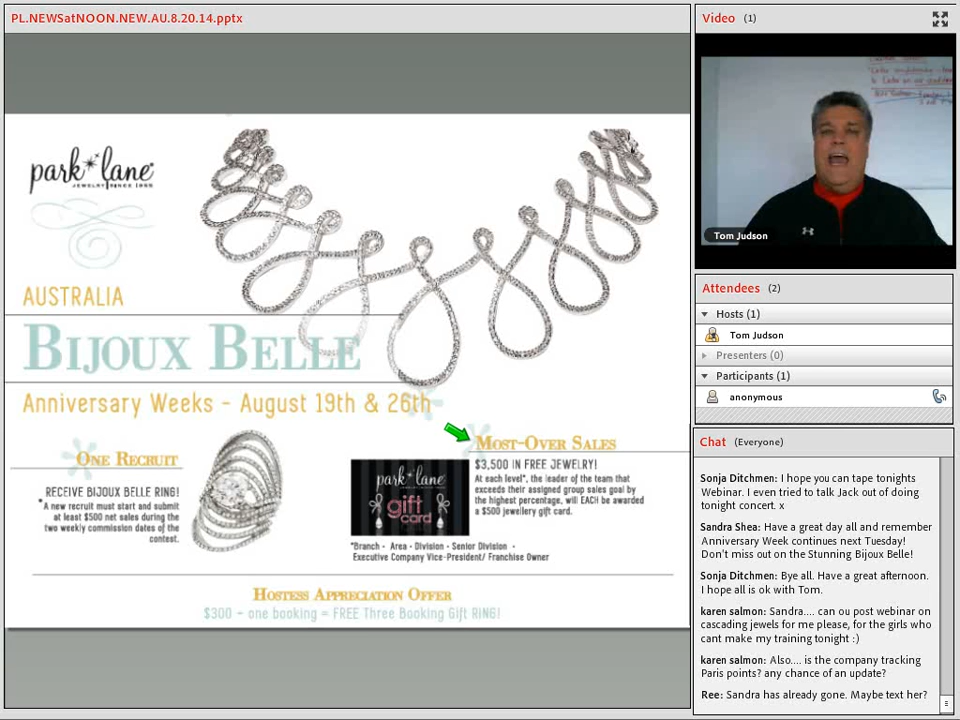 PL.NEWSatNOON.NEW.AU.8.20.14.pptx
park lane
JEWELRY SINCE 1955
AUSTRALIA
BIJOUX BELLE
Anniversary Weeks - August 19th & 26th
ONE RECRUIT
RECEIVE BIJOUX BELLE RING!
*A new recruit must start and submit
at least $500 net sales during the
two weekly commission dates of the
contest.
park lane
gift
card
MOST-OVER SALES
$3,500 IN FREE JEWELRY!
At each level*, the leader of the team that
exceeds their assigned group sales goal by
the highest percentage, will EACH be awarded
a $500 jewellery gift card.
*Branch · Area · Division · Senior Division ·
Executive Company Vice-President/ Franchise Owner
HOSTESS APPRECIATION OFFER
$300 - one booking = FREE Three Booking Gift RING!
Video (1)
Tom Judson
Attendees (2)
Hosts (1)
Tom Judson
Presenters (0)
Participants (1)
anonymous
Chat (Everyone)
Sonja Ditchmen: I hope you can tape tonights
Webinar. I even tried to talk Jack out of doing
tonight concert. x
Sandra Shea: Have a great day all and remember
Anniversary Week continues next Tuesday!
Don't miss out on the Stunning Bijoux Belle!
Sonja Ditchmen: Bye all. Have a great afternoon.
I hope all is ok with Tom.
karen salmon: Sandra.... can ou post webinar on
cascading jewels for me please, for the girls who
cant make my training tonight :)
karen salmon: Also.... is the company tracking
Paris points? any chance of an update?
Ree: Sandra has already gone. Maybe text her?